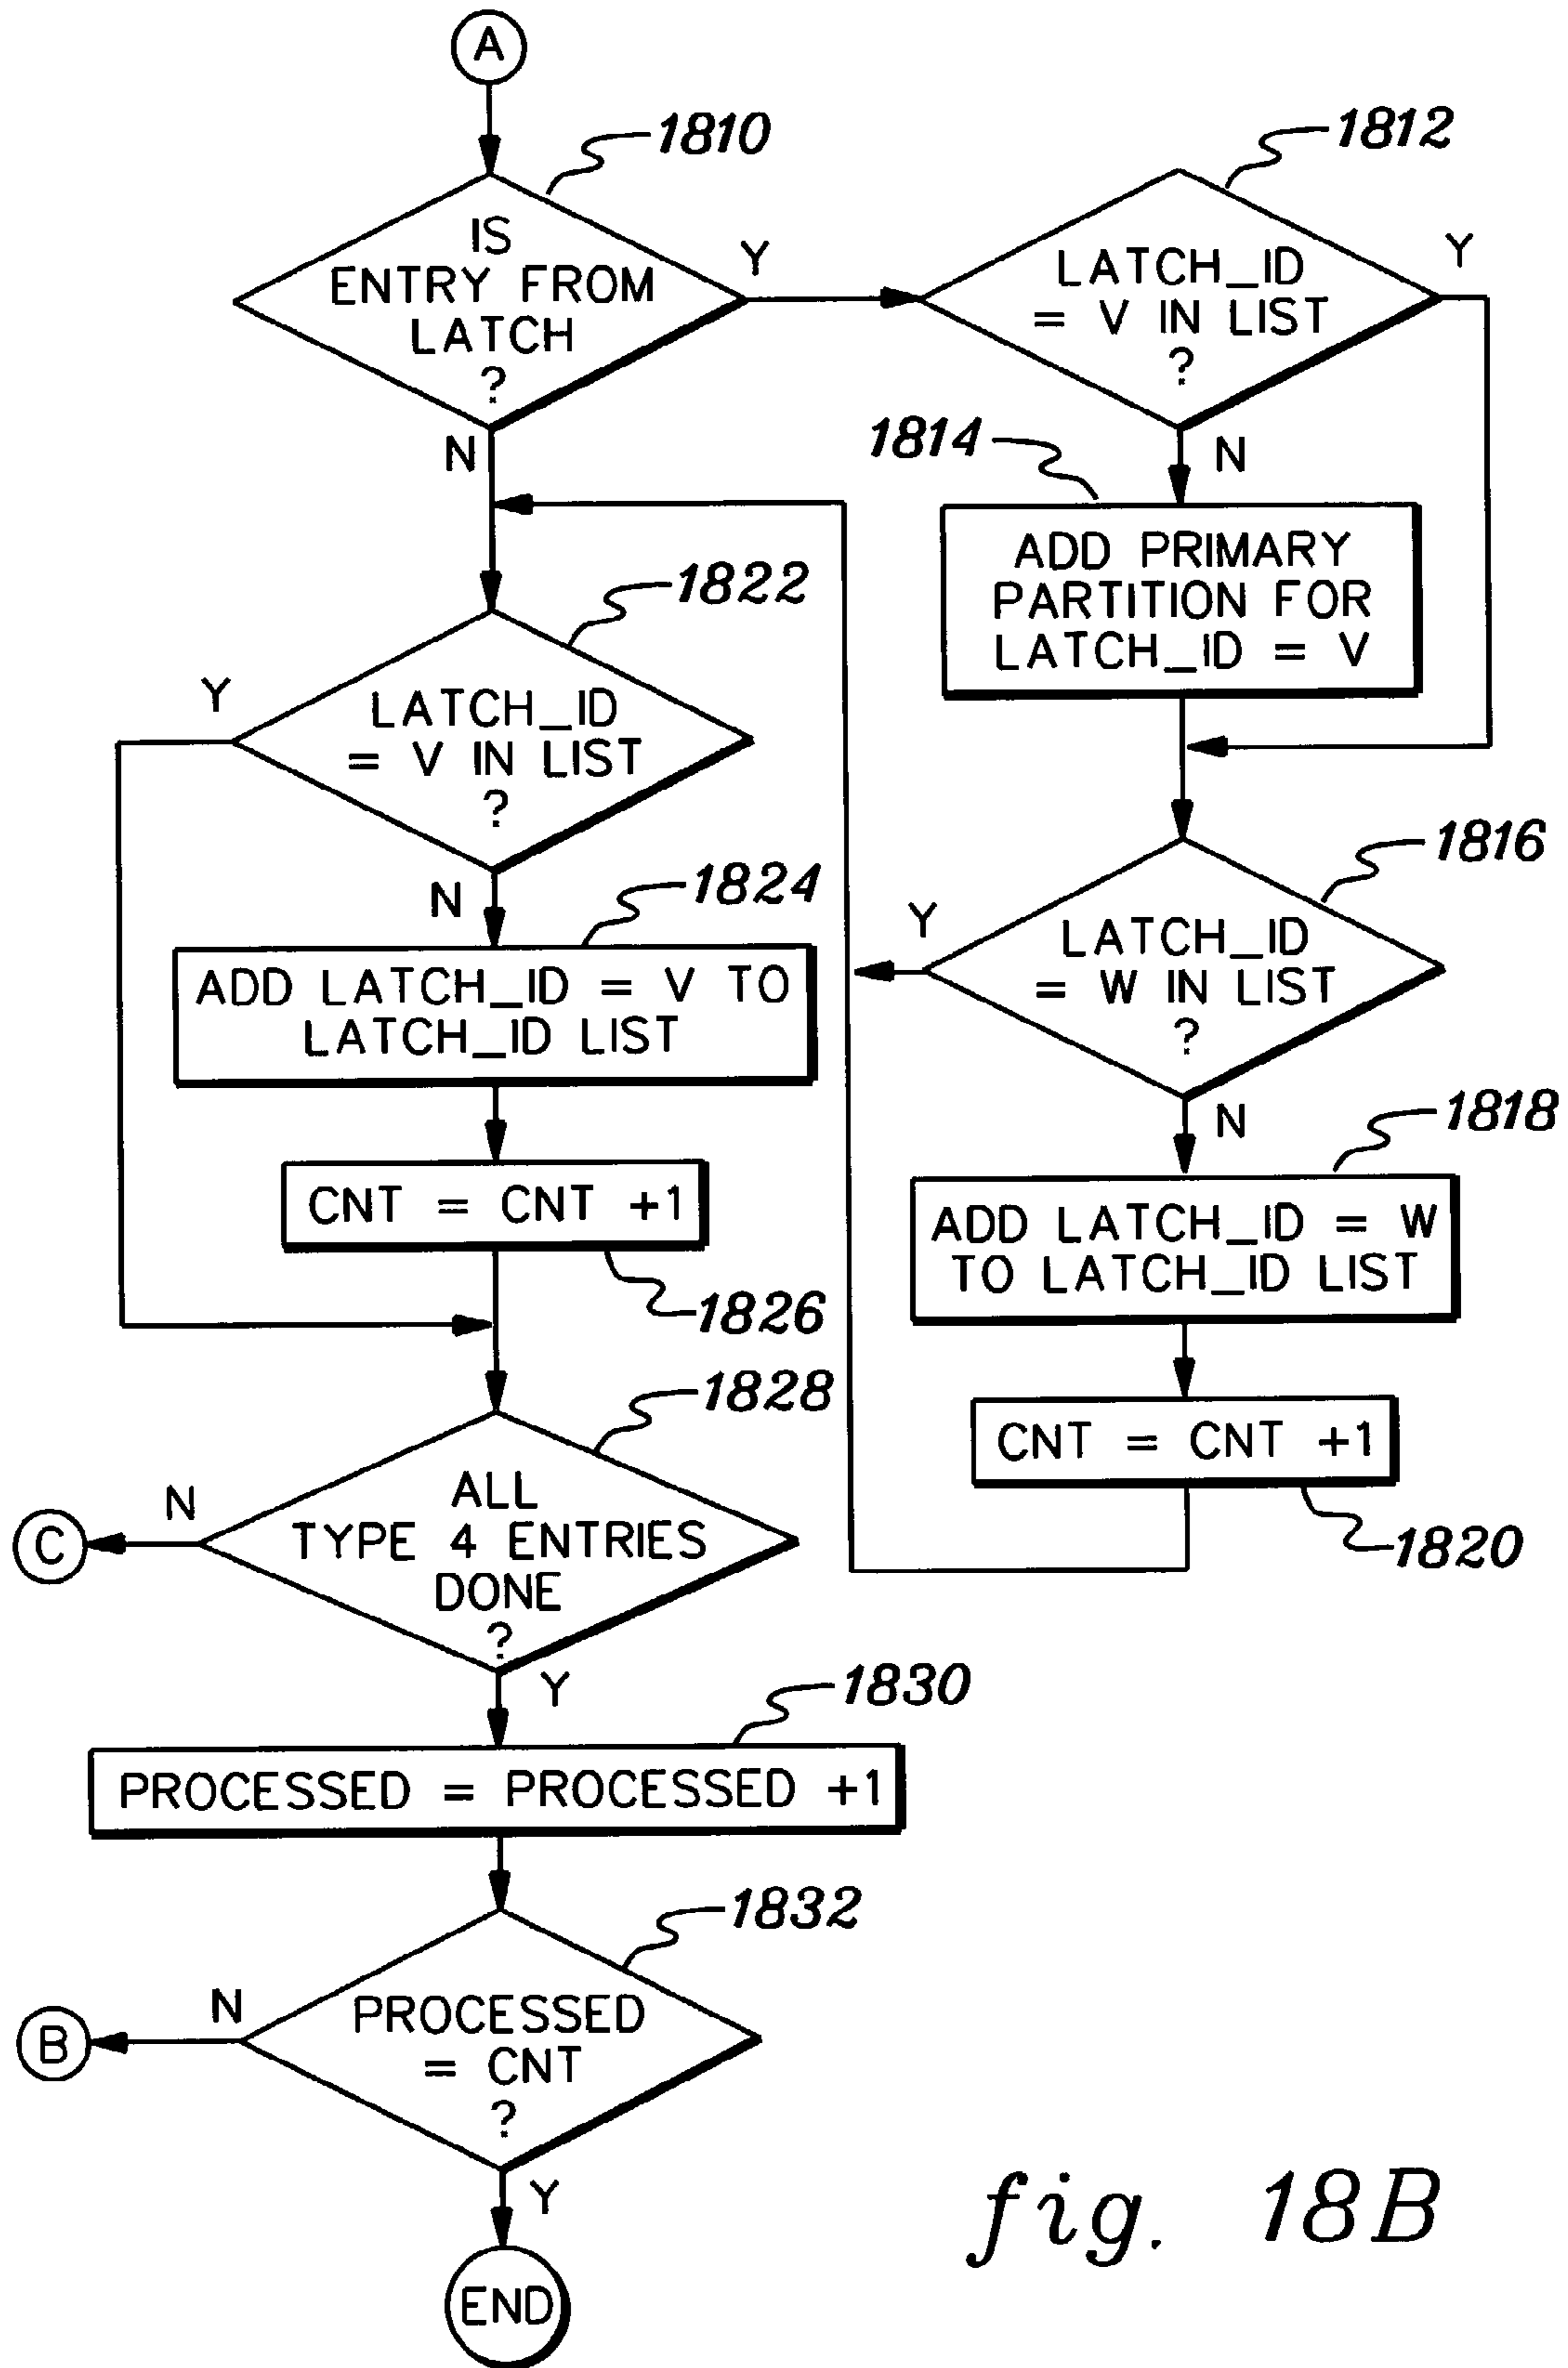 A
1810
IS
ENTRY FROM
LATCH
?
Y
N
1812
LATCH_ID
= V IN LIST
?
Y
N
1814
ADD PRIMARY
PARTITION FOR
LATCH_ID = V
1816
LATCH_ID
= W IN LIST
?
Y
N
1818
ADD LATCH_ID = W
TO LATCH_ID LIST
CNT = CNT +1
1820
1822
LATCH_ID
= V IN LIST
?
Y
N
1824
ADD LATCH_ID = V TO
LATCH_ID LIST
CNT = CNT +1
1826
1828
ALL
TYPE 4 ENTRIES
DONE
?
N
C
Y
1830
PROCESSED = PROCESSED +1
1832
PROCESSED
= CNT
?
N
B
Y
END
fig. 18B